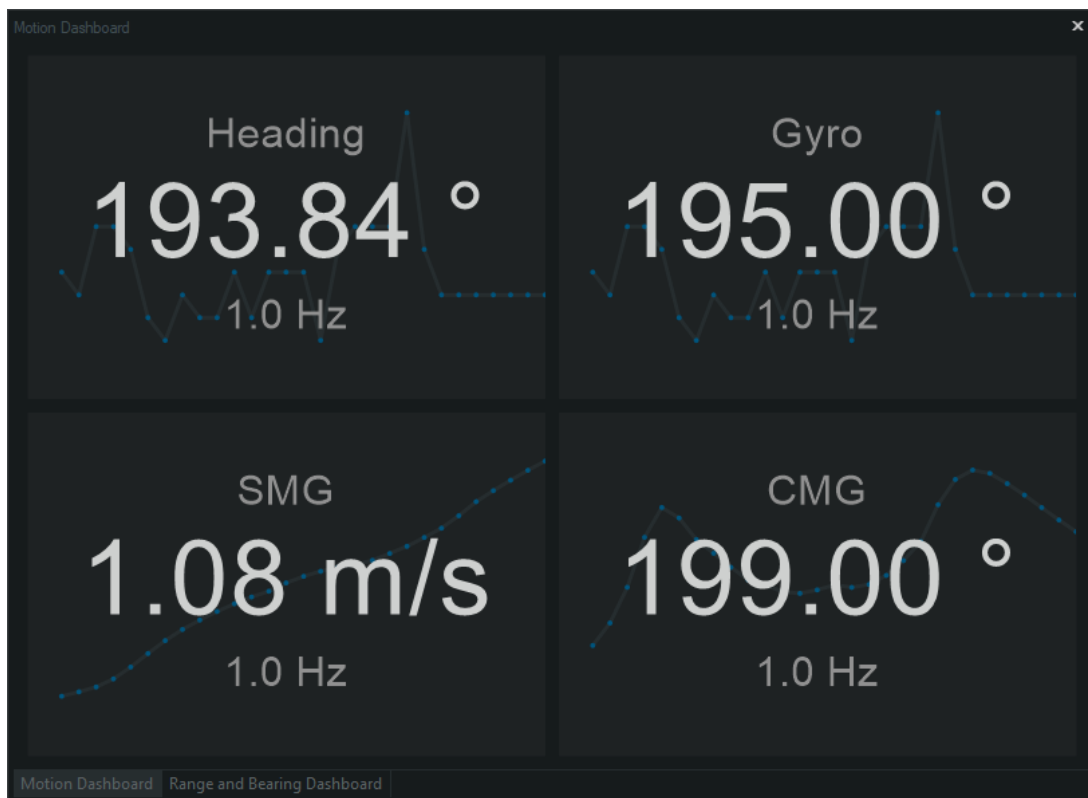 Motion Dashboard
Heading
193.84 °
1.0 Hz
Gyro
195.00 °
1.0 Hz
SMG
1.08 m/s
1.0 Hz
CMG
199.00 °
1.0 Hz
Motion Dashboard
Range and Bearing Dashboard